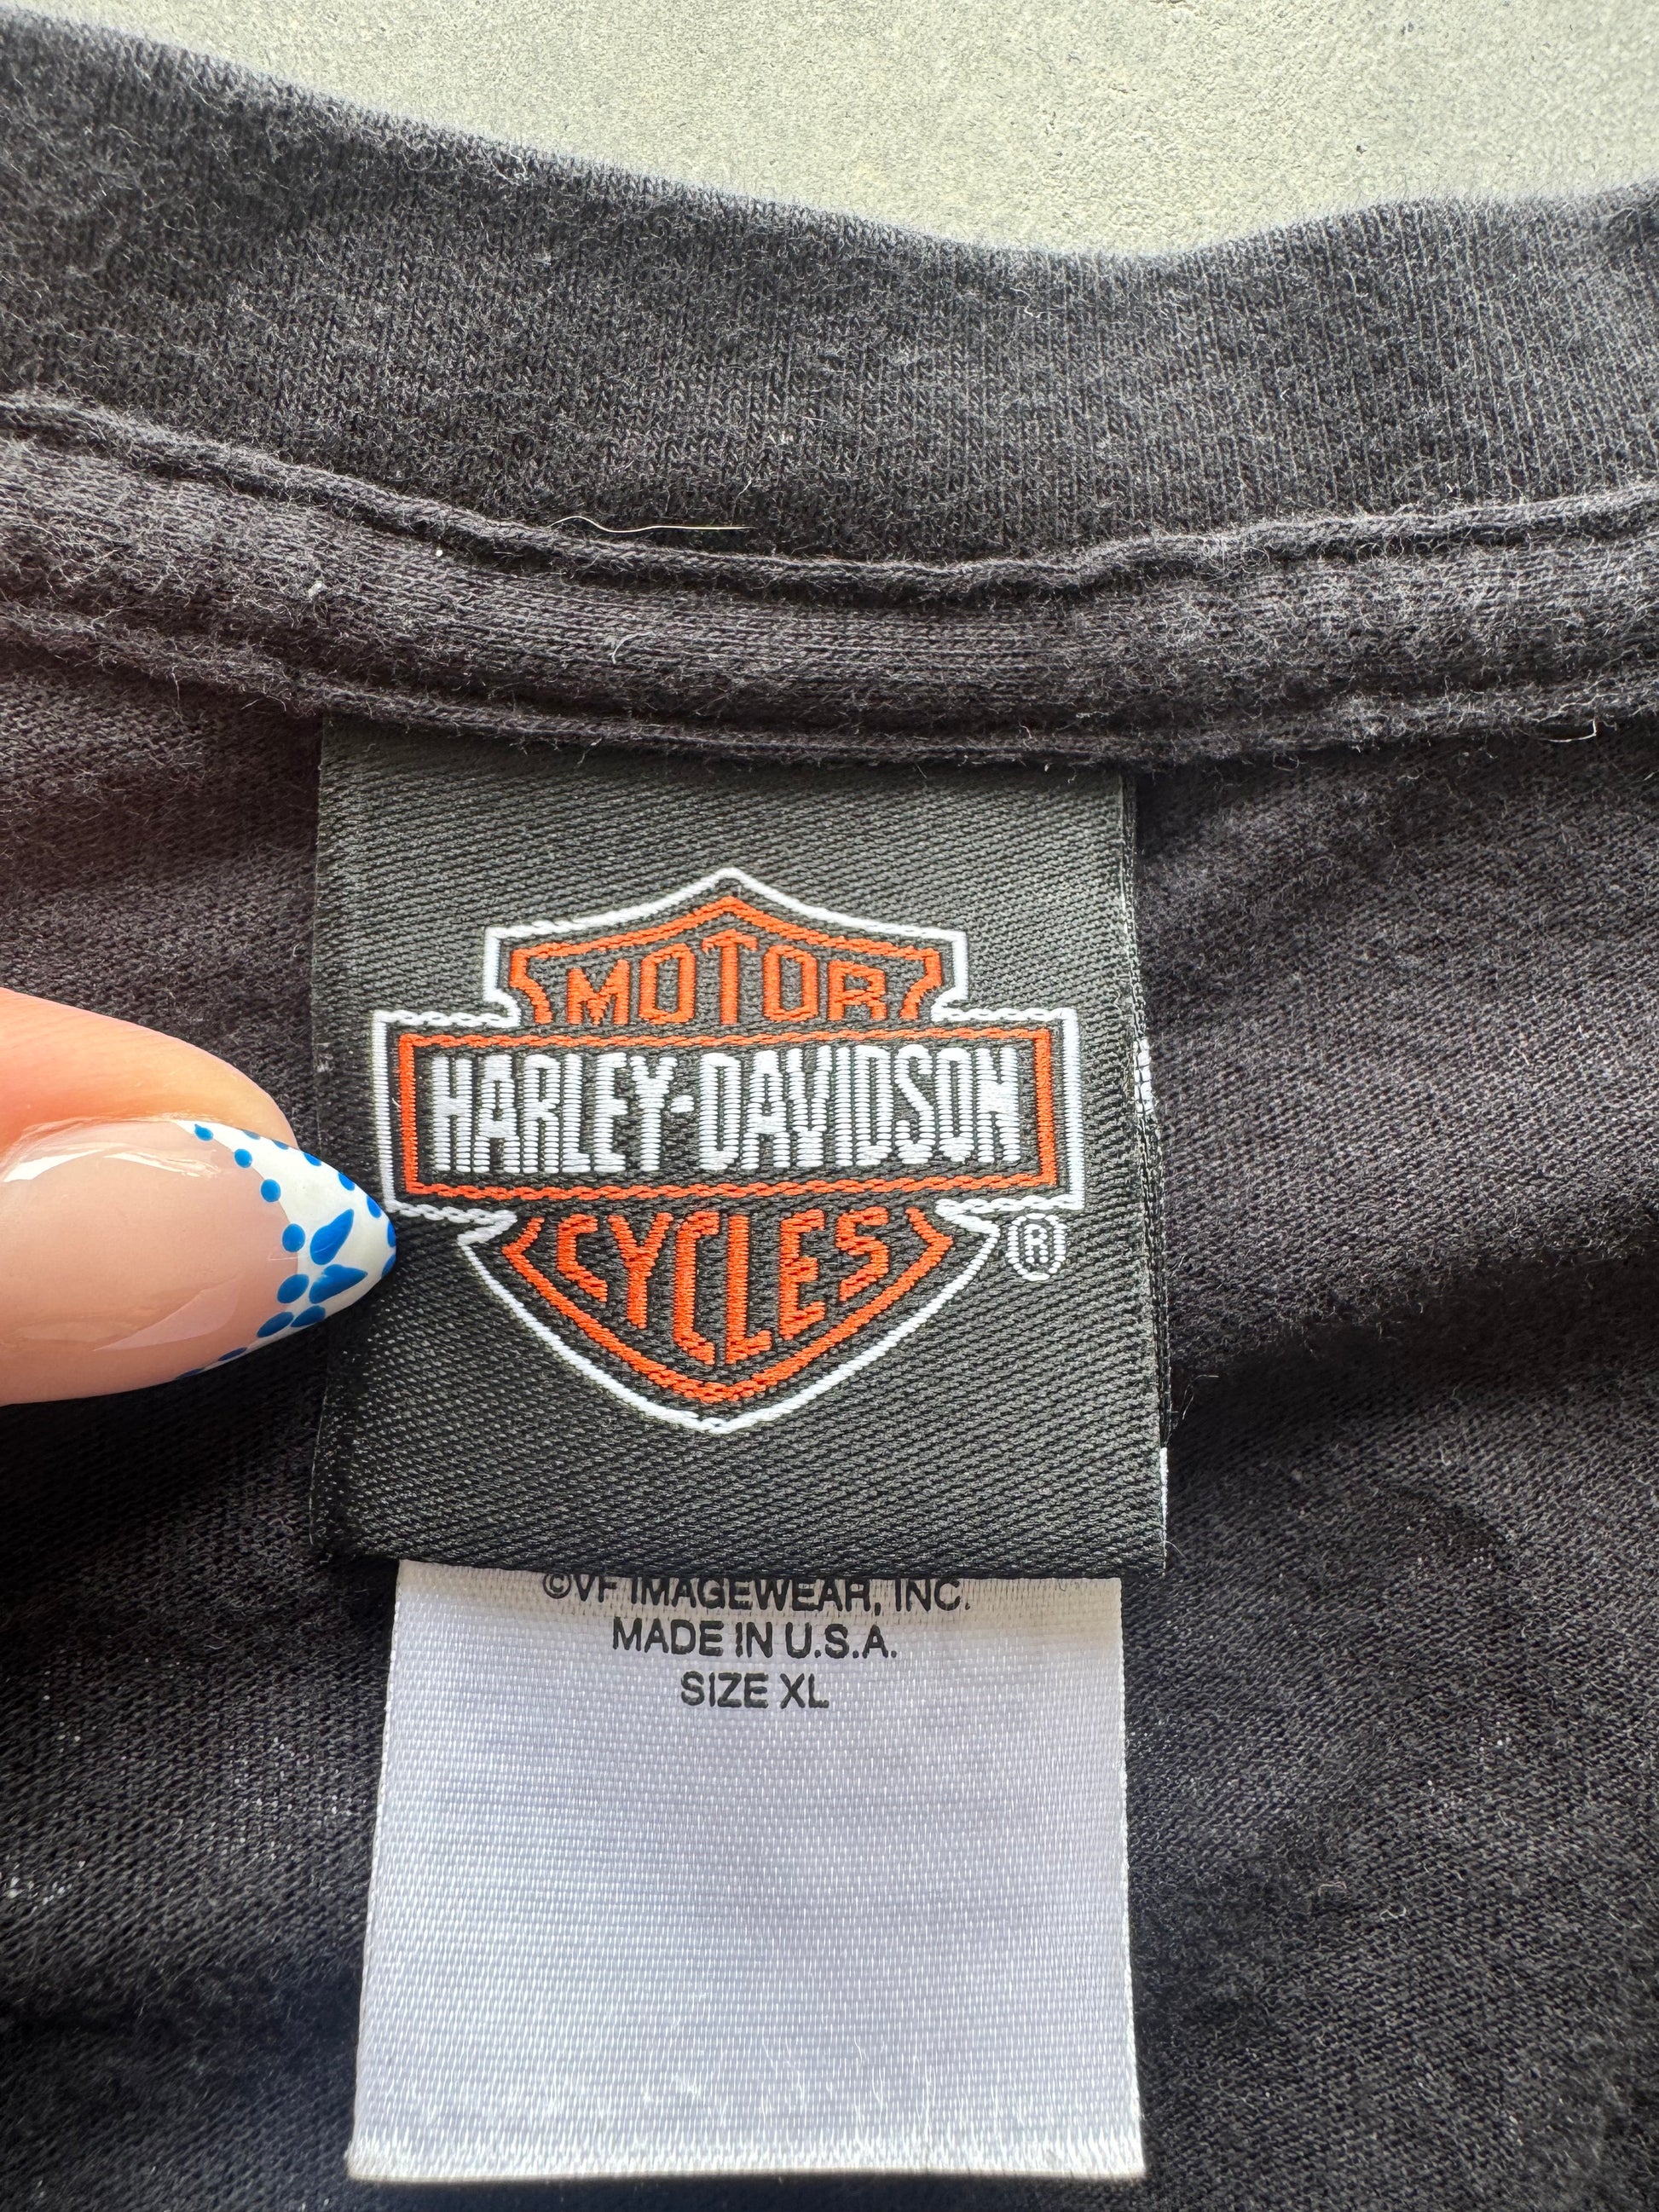 MOTOR
HARLEY-DAVIDSON
CYCLES
®
©VF IMAGEWEAR, INC.
MADE IN U.S.A.
SIZE XL